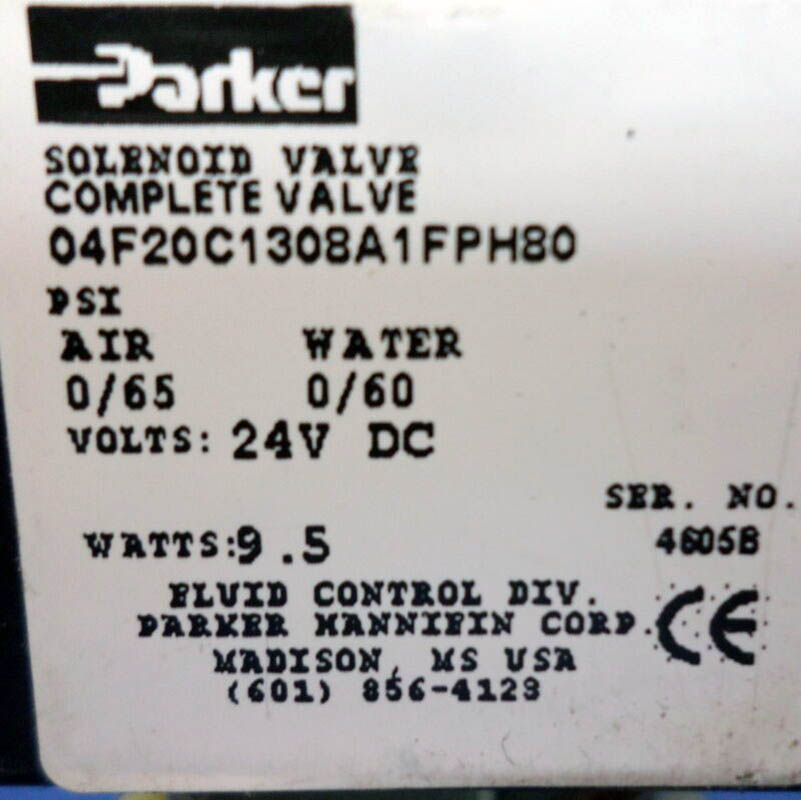 Parker
SOLENOID VALVE
COMPLETE VALVE
04F20C1308A1FPH80
PSI
AIR WATER
0/65 0/60
VOLTS: 24V DC
SER. NO.
WATTS:9.5 4605B
FLUID CONTROL DIV.
PARKER HANNIFIN CORP.
CE
MADISON, MS USA
(601) 856-4123